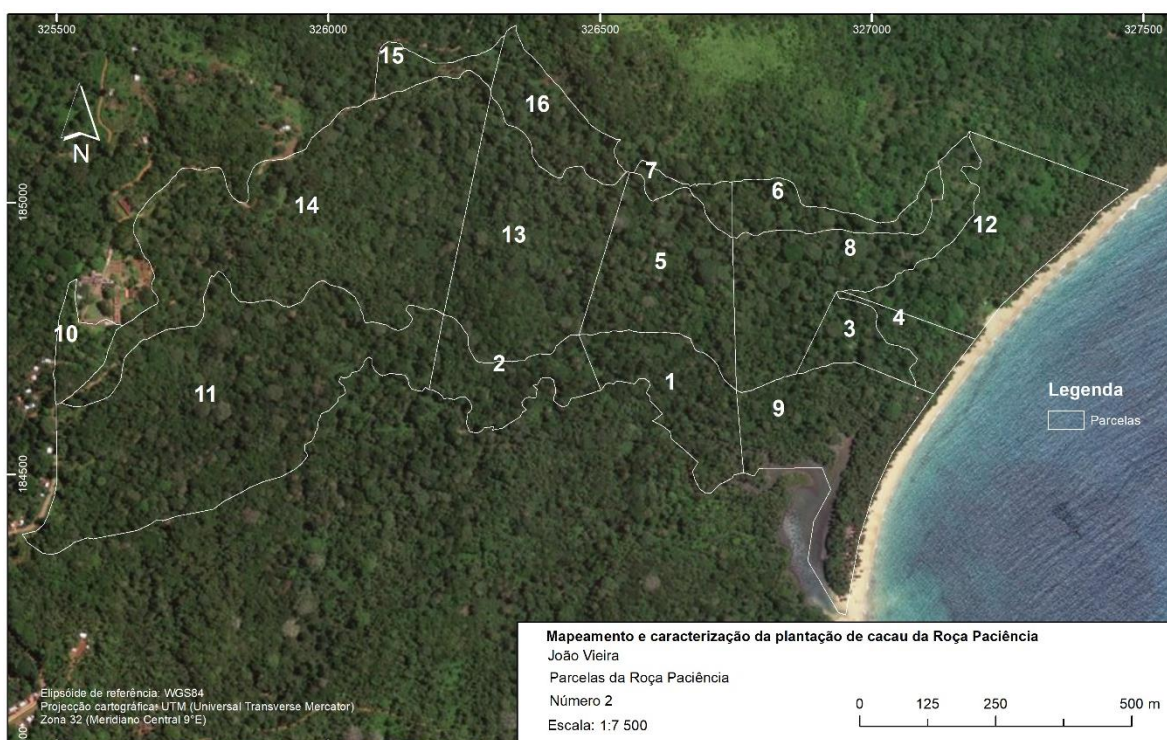 325500 326000 326500 327000 327500
15
16
N
7
6
185000
14
12
13
8
5
10
3
4
2
1
11
9
Legenda
Parcelas
184500
Mapeamento e caracterização da plantação de cacau da Roça Paciência
João Vieira
Parcelas da Roça Paciência
Número 2
Escala: 1:7 500
0 125 250 500 m
Elipsóide de referência: WGS84
Projecção cartográfica: UTM (Universal Transverse Mercator)
Zona 32 (Meridiano Central 9°E)